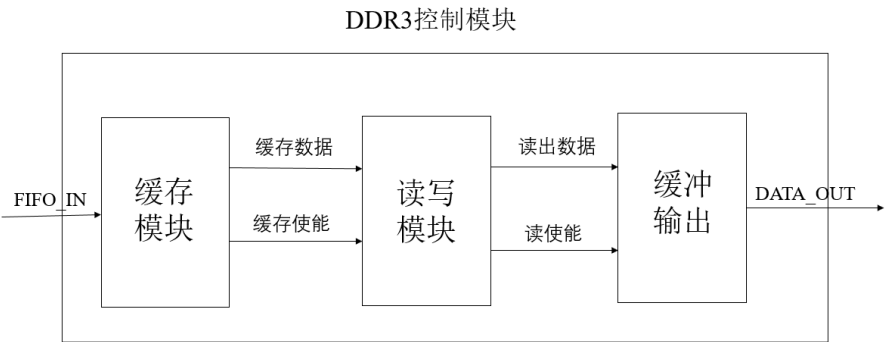 DDR3控制模块
FIFO_IN
缓存
模块
缓存数据
缓存使能
读写
模块
读出数据
读使能
缓冲
输出
DATA_OUT